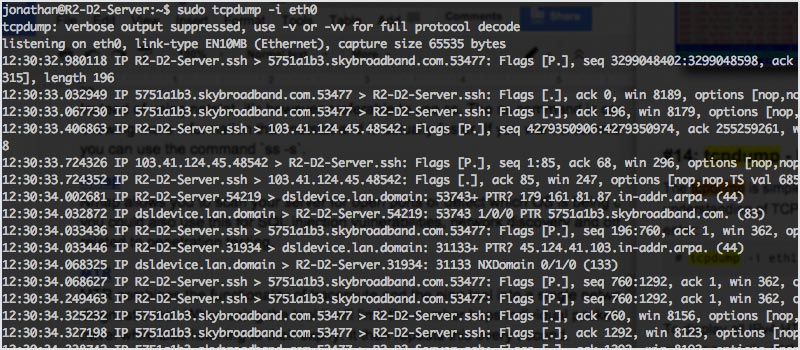 jonathan@R2-D2-Server:~$ sudo tcpdump -i eth0
tcpdump: verbose output suppressed, use -v or -vv for full protocol decode
listening on eth0, link-type EN10MB (Ethernet), capture size 65535 bytes
12:30:32.980118 IP R2-D2-Server.ssh > 5751a1b3.skybroadband.com.53477: Flags [P.], seq 3299048402:3299048598, ack
315], length 196
12:30:33.032949 IP 5751a1b3.skybroadband.com.53477 > R2-D2-Server.ssh: Flags [.], ack 0, win 8189, options [nop,no
12:30:33.067730 IP 5751a1b3.skybroadband.com.53477 > R2-D2-Server.ssh: Flags [.], ack 196, win 8179, options [nop,
12:30:33.406863 IP R2-D2-Server.ssh > 103.41.124.45.48542: Flags [P.], seq 4279350906:4279350974, ack 255259261, w
8
you can use the command `ss -s`.
12:30:33.724326 IP 103.41.124.45.48542 > R2-D2-Server.ssh: Flags [P.], seq 1:85, ack 68, win 296, options [nop,nop
12:30:33.724352 IP R2-D2-Server.ssh > 103.41.124.45.48542: Flags [.], ack 85, win 247, options [nop,nop,TS val 685
12:30:34.002681 IP R2-D2-Server.54219 > dsldevice.lan.domain: 53743+ PTR? 179.161.81.87.in-addr.arpa. (44)
12:30:34.032872 IP dsldevice.lan.domain > R2-D2-Server.54219: 53743 1/0/0 PTR 5751a1b3.skybroadband.com. (83)
12:30:34.033436 IP R2-D2-Server.ssh > 5751a1b3.skybroadband.com.53477: Flags [P.], seq 196:760, ack 1, win 362, op
12:30:34.033446 IP R2-D2-Server.31934 > dsldevice.lan.domain: 31133+ PTR? 45.124.41.103.in-addr.arpa. (44)
12:30:34.068325 IP dsldevice.lan.domain > R2-D2-Server.31934: 31133 NXDomain 0/1/0 (133)
12:30:34.068945 IP R2-D2-Server.ssh > 5751a1b3.skybroadband.com.53477: Flags [P.], seq 760:1292, ack 1, win 362, o
12:30:34.249463 IP R2-D2-Server.ssh > 5751a1b3.skybroadband.com.53477: Flags [P.], seq 760:1292, ack 1, win 362, o
12:30:34.325232 IP 5751a1b3.skybroadband.com.53477 > R2-D2-Server.ssh: Flags [.], ack 760, win 8156, options [nop,
12:30:34.327198 IP 5751a1b3.skybroadband.com.53477 > R2-D2-Server.ssh: Flags [.], ack 1292, win 8123, options [nop